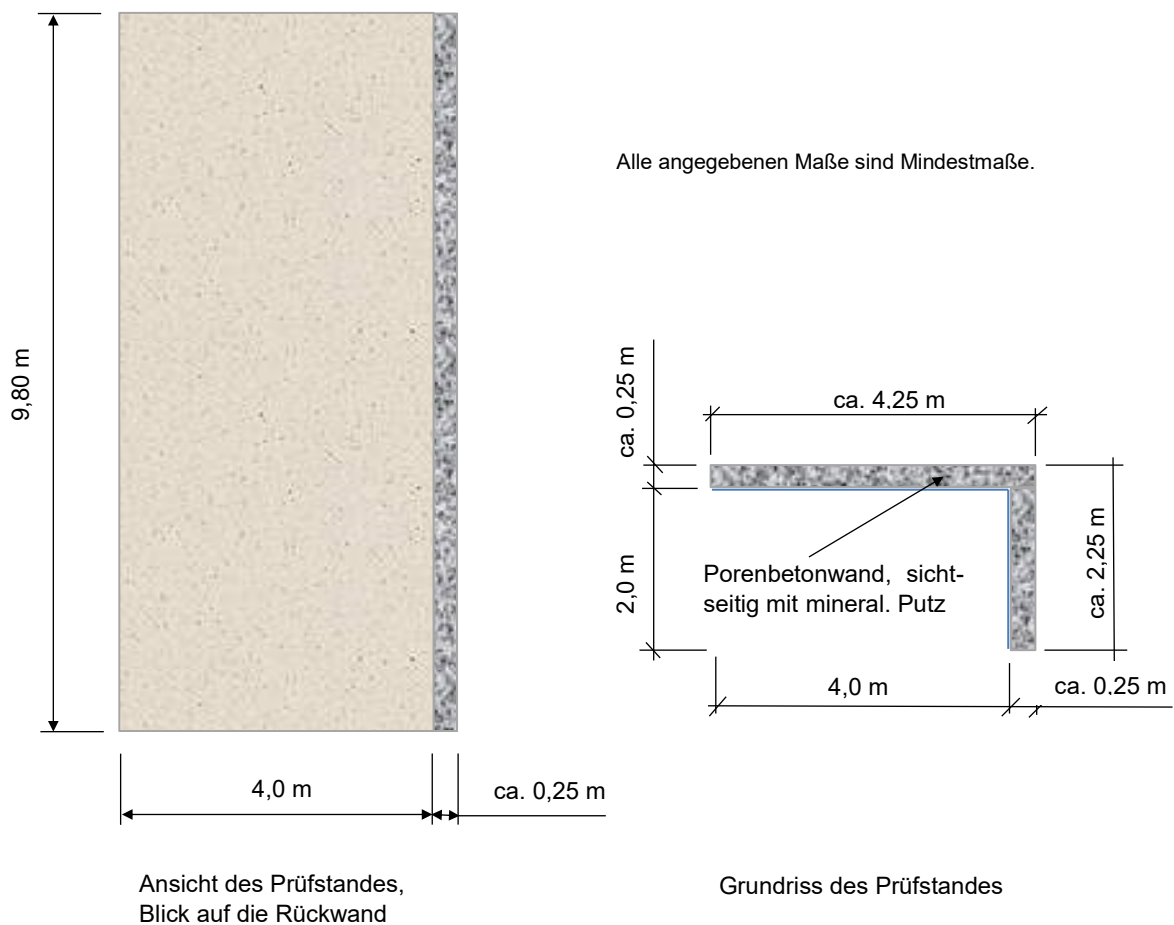 Alle angegebenen Maße sind Mindestmaße.
9,80 m
4,0 m
ca. 0,25 m
Ansicht des Prüfstandes,
Blick auf die Rückwand
ca. 0,25 m
ca. 4,25 m
2,0 m
Porenbetonwand, sicht-
seitig mit mineral. Putz
ca. 2,25 m
4,0 m
ca. 0,25 m
Grundriss des Prüfstandes